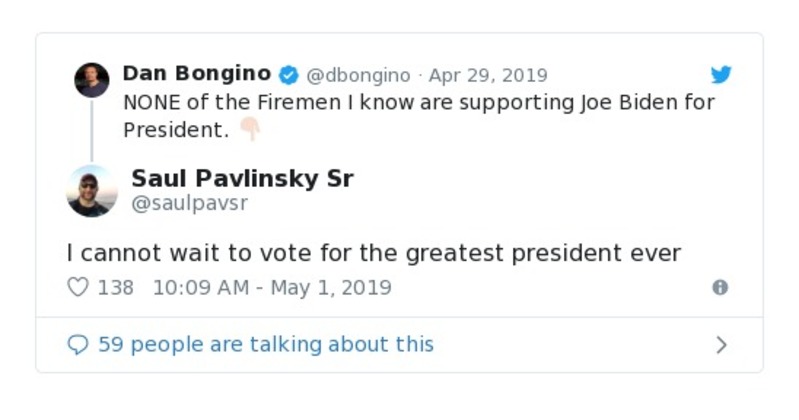 Dan Bongino @dbongino · Apr 29, 2019
NONE of the Firemen I know are supporting Joe Biden for
President. 👇🏻
Saul Pavlinsky Sr
@saulpavsr
I cannot wait to vote for the greatest president ever
138 10:09 AM - May 1, 2019
59 people are talking about this